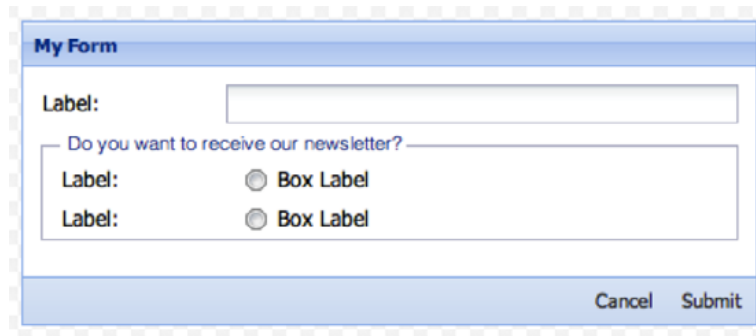 My Form
Label:
Do you want to receive our newsletter?
Label: Box Label
Label: Box Label
Cancel Submit